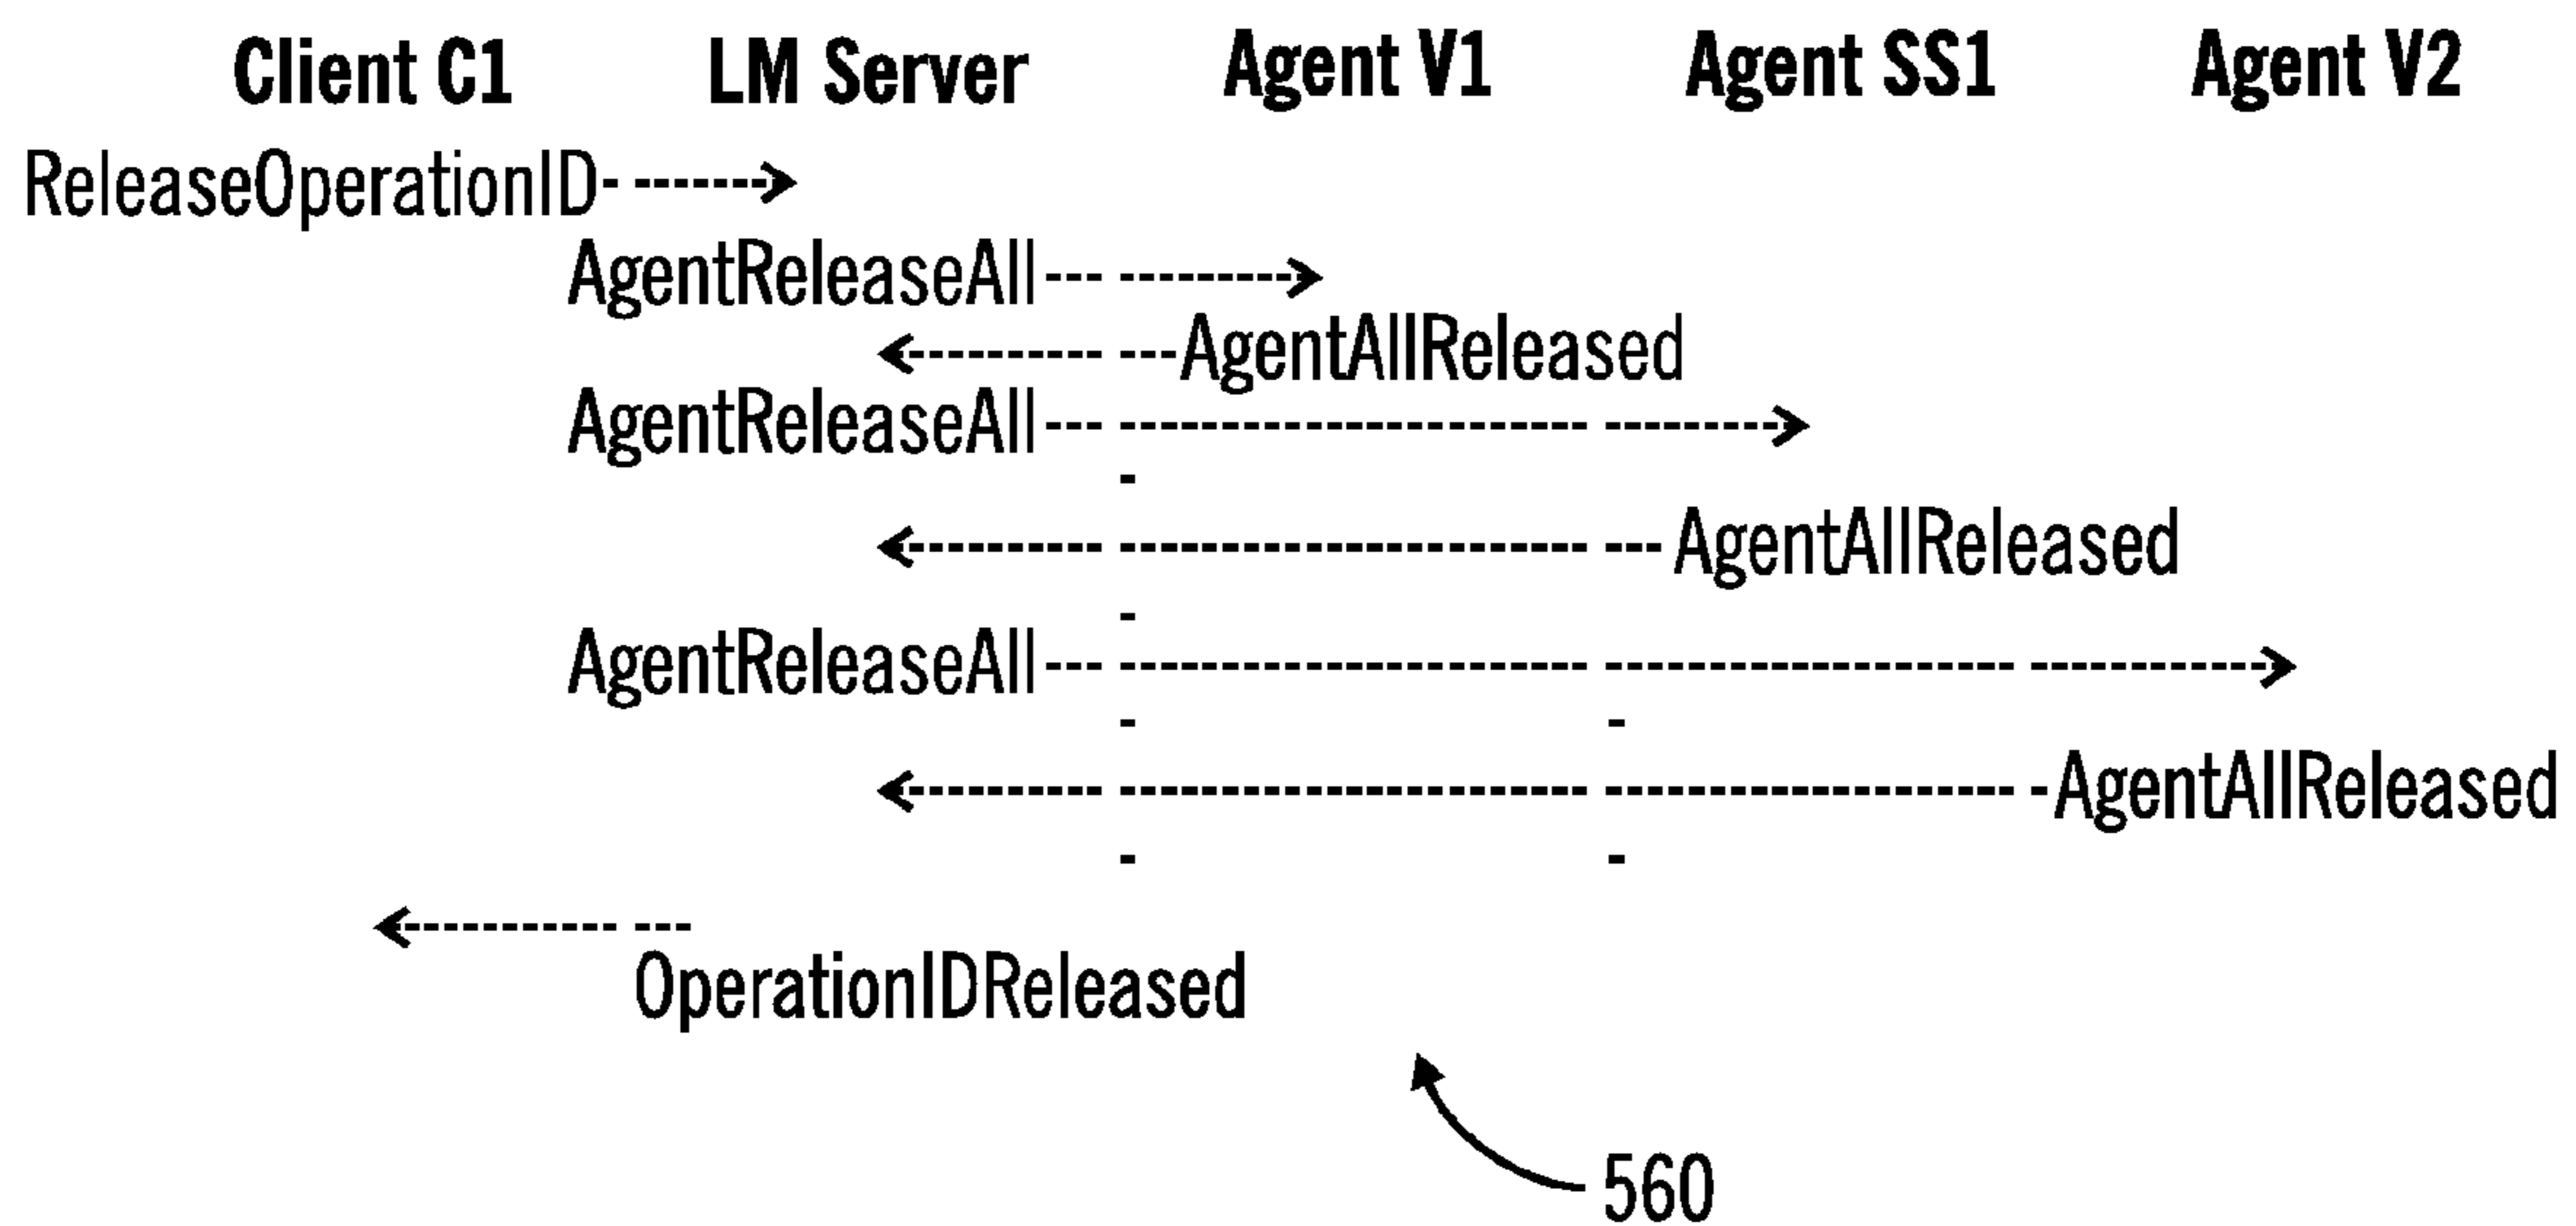 Client C1 LM Server Agent V1 Agent SS1 Agent V2
ReleaseOperationID
AgentReleaseAll
AgentAllReleased
AgentReleaseAll
AgentAllReleased
AgentReleaseAll
AgentAllReleased
OperationIDReleased
560